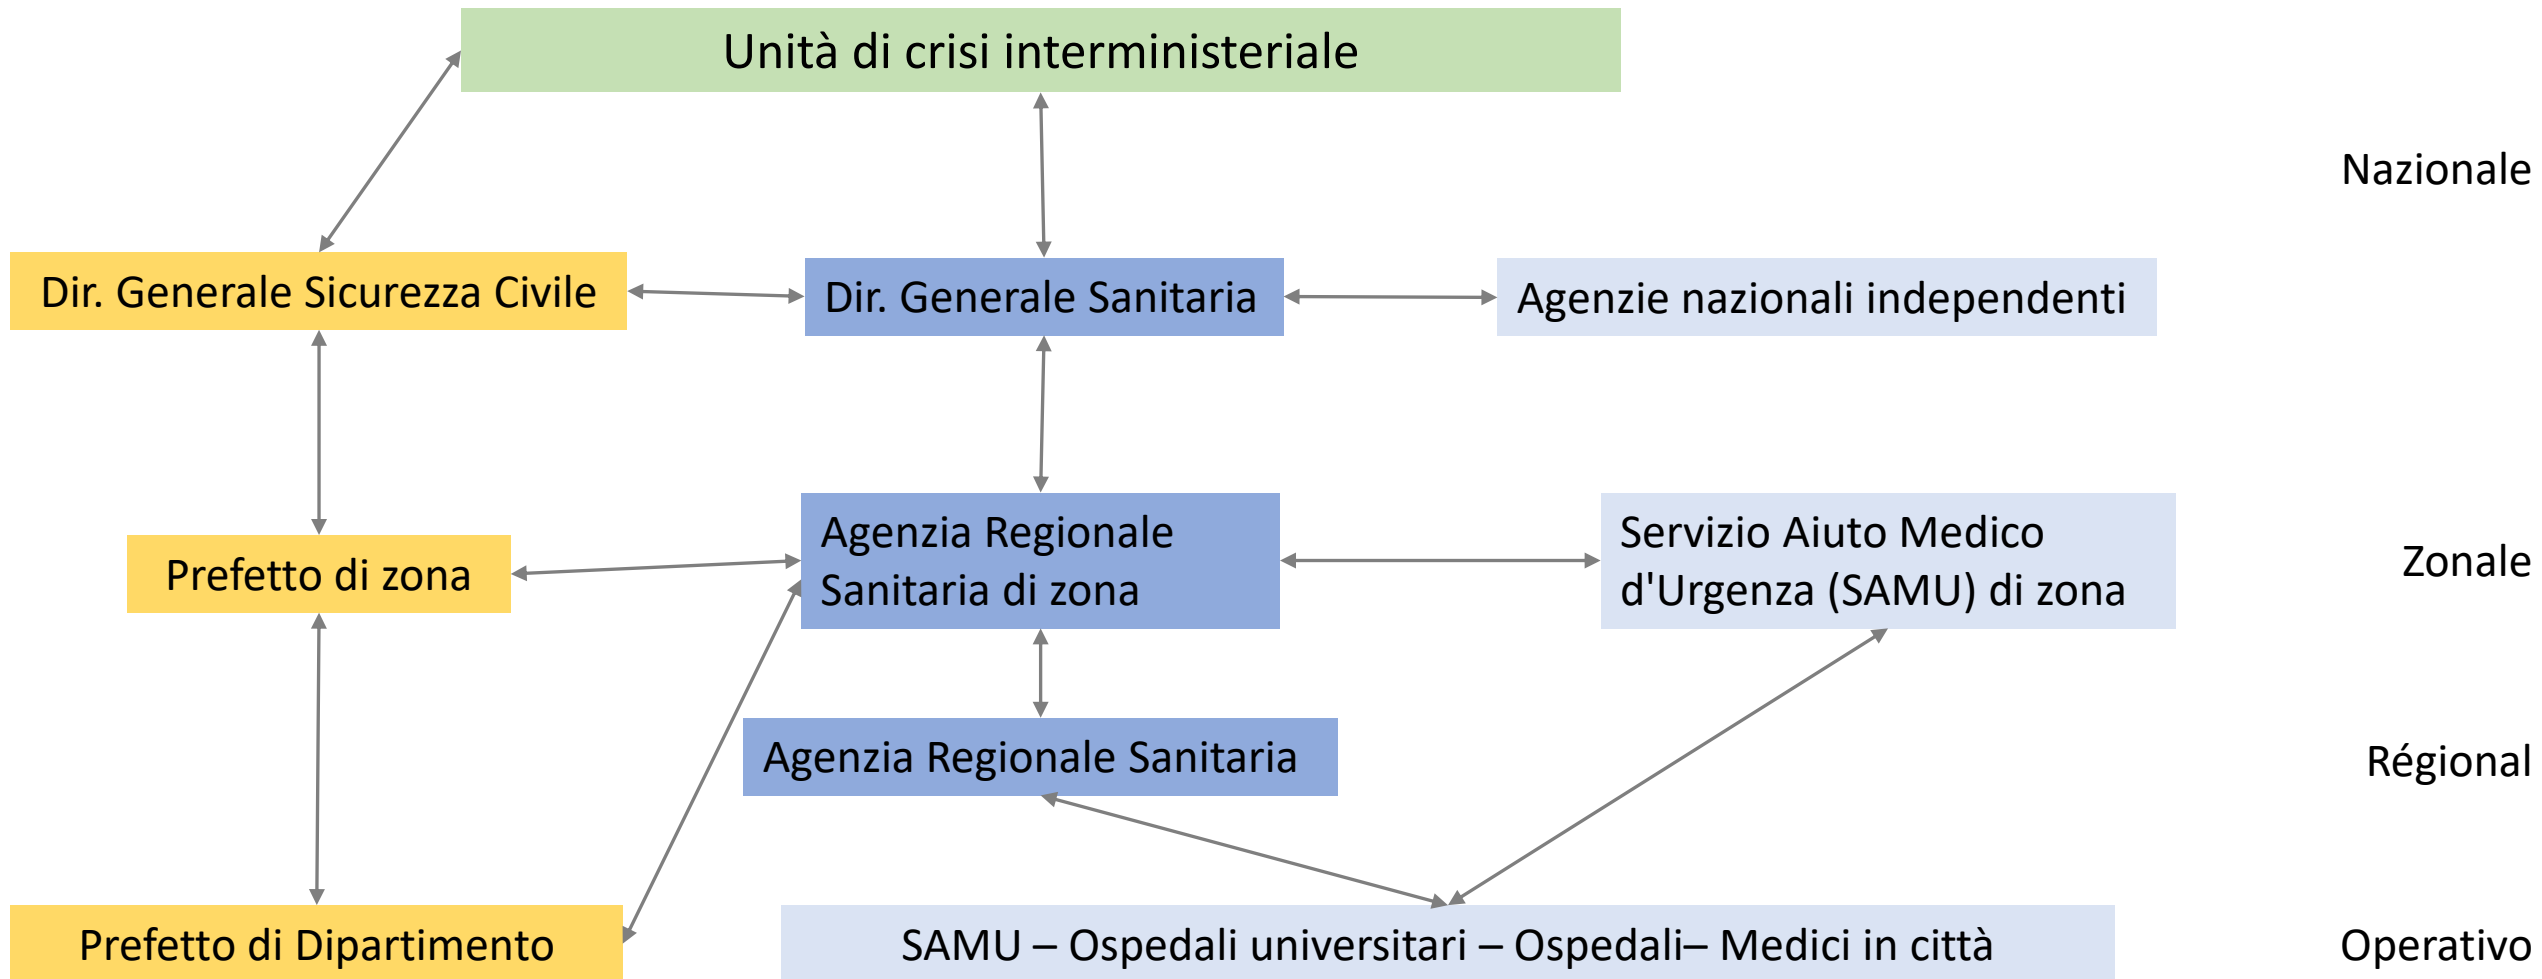 Unità di crisi interministeriale
Nazionale
Dir. Generale Sicurezza Civile
Dir. Generale Sanitaria
Agenzie nazionali independenti
Agenzia Regionale
Sanitaria di zona
Servizio Aiuto Medico
d'Urgenza (SAMU) di zona
Prefetto di zona
Zonale
Agenzia Regionale Sanitaria
Régional
Prefetto di Dipartimento
SAMU – Ospedali universitari – Ospedali– Medici in città
Operativo